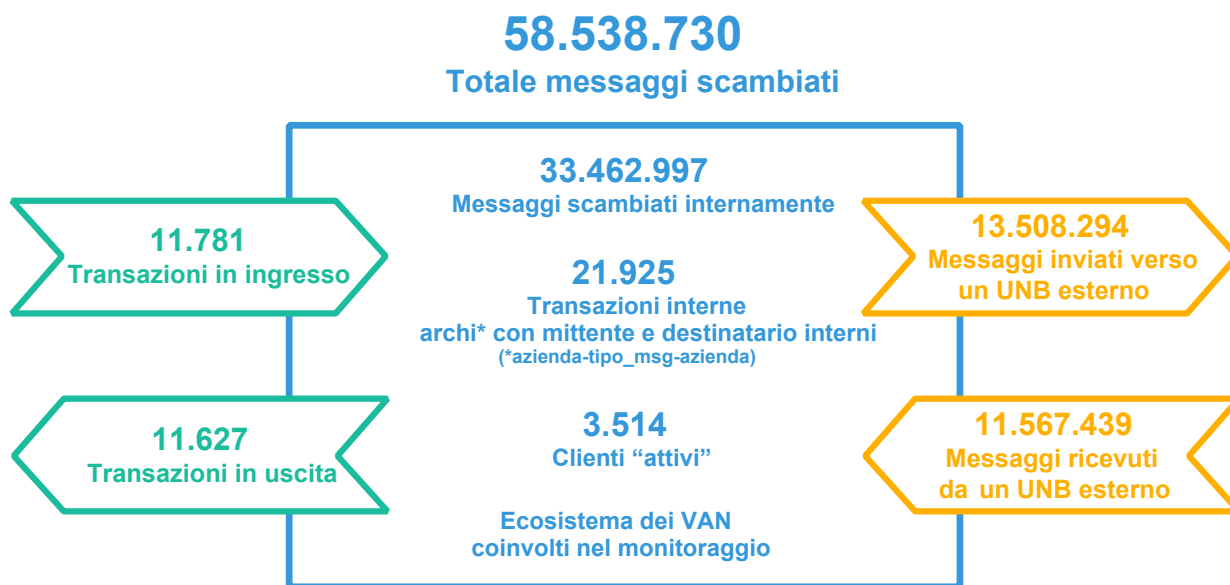 58.538.730
Totale messaggi scambiati
33.462.997
Messaggi scambiati internamente
11.781
Transazioni in ingresso
13.508.294
Messaggi inviati verso
un UNB esterno
21.925
Transazioni interne
archi* con mittente e destinatario interni
(*azienda-tipo_msg-azienda)
11.627
Transazioni in uscita
3.514
Clienti “attivi”
11.567.439
Messaggi ricevuti
da un UNB esterno
Ecosistema dei VAN
coinvolti nel monitoraggio